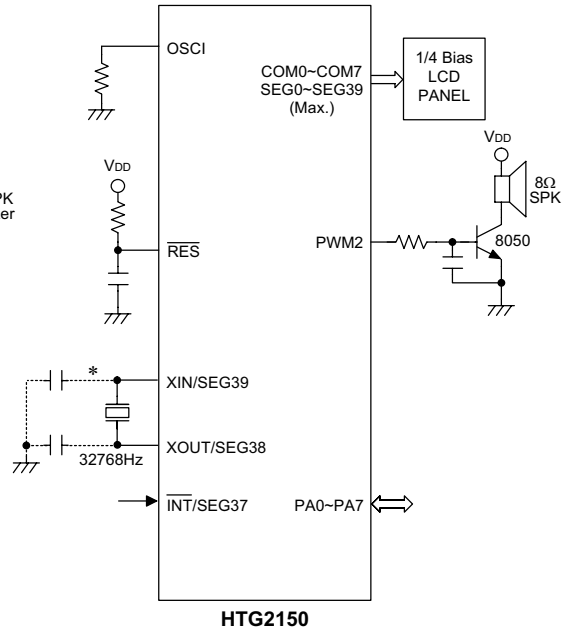 OSCI
COM0~COM7
SEG0~SEG39
(Max.)
1/4 Bias
LCD
PANEL
VDD
VDD
8Ω
SPK
PK
er
RES
PWM2
8050
*
XIN/SEG39
XOUT/SEG38
32768Hz
INT/SEG37
PA0~PA7
HTG2150